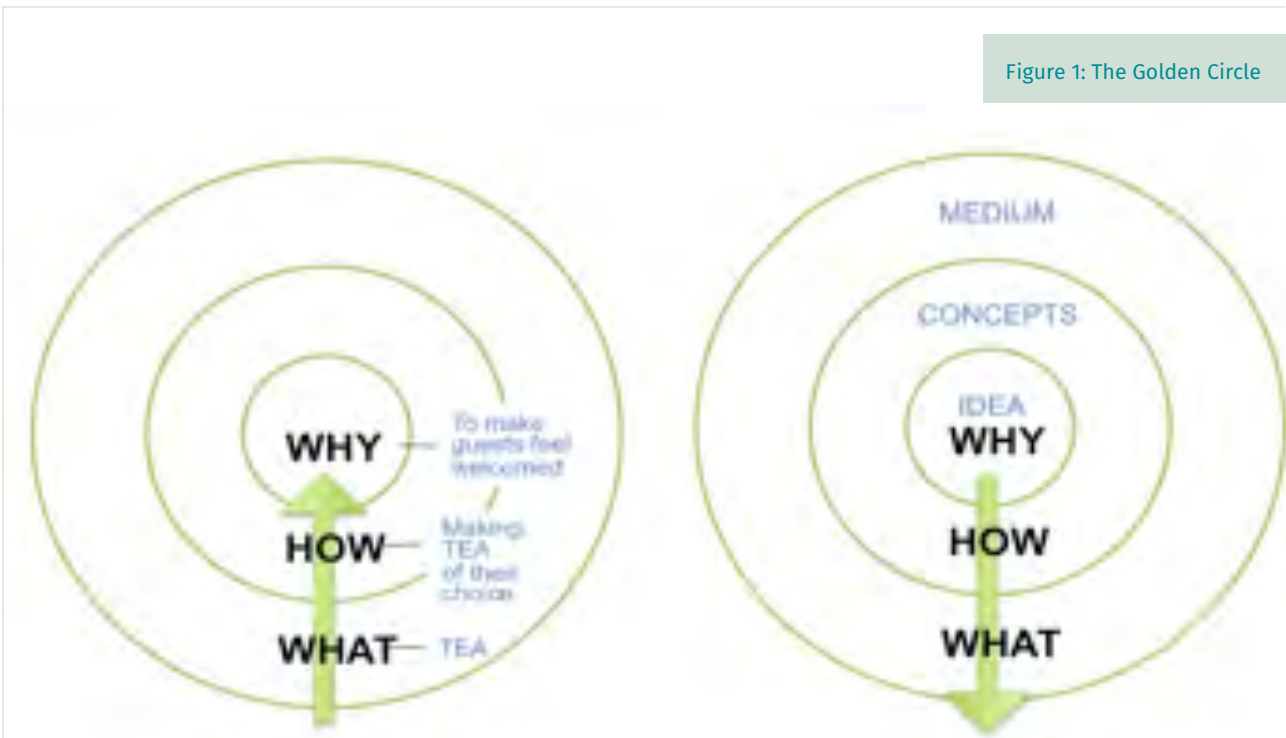 Figure 1: The Golden Circle
WHY
To make
guests feel
welcomed
HOW
Making
TEA
of their
choice
WHAT
TEA
MEDIUM
CONCEPTS
IDEA
WHY
HOW
WHAT